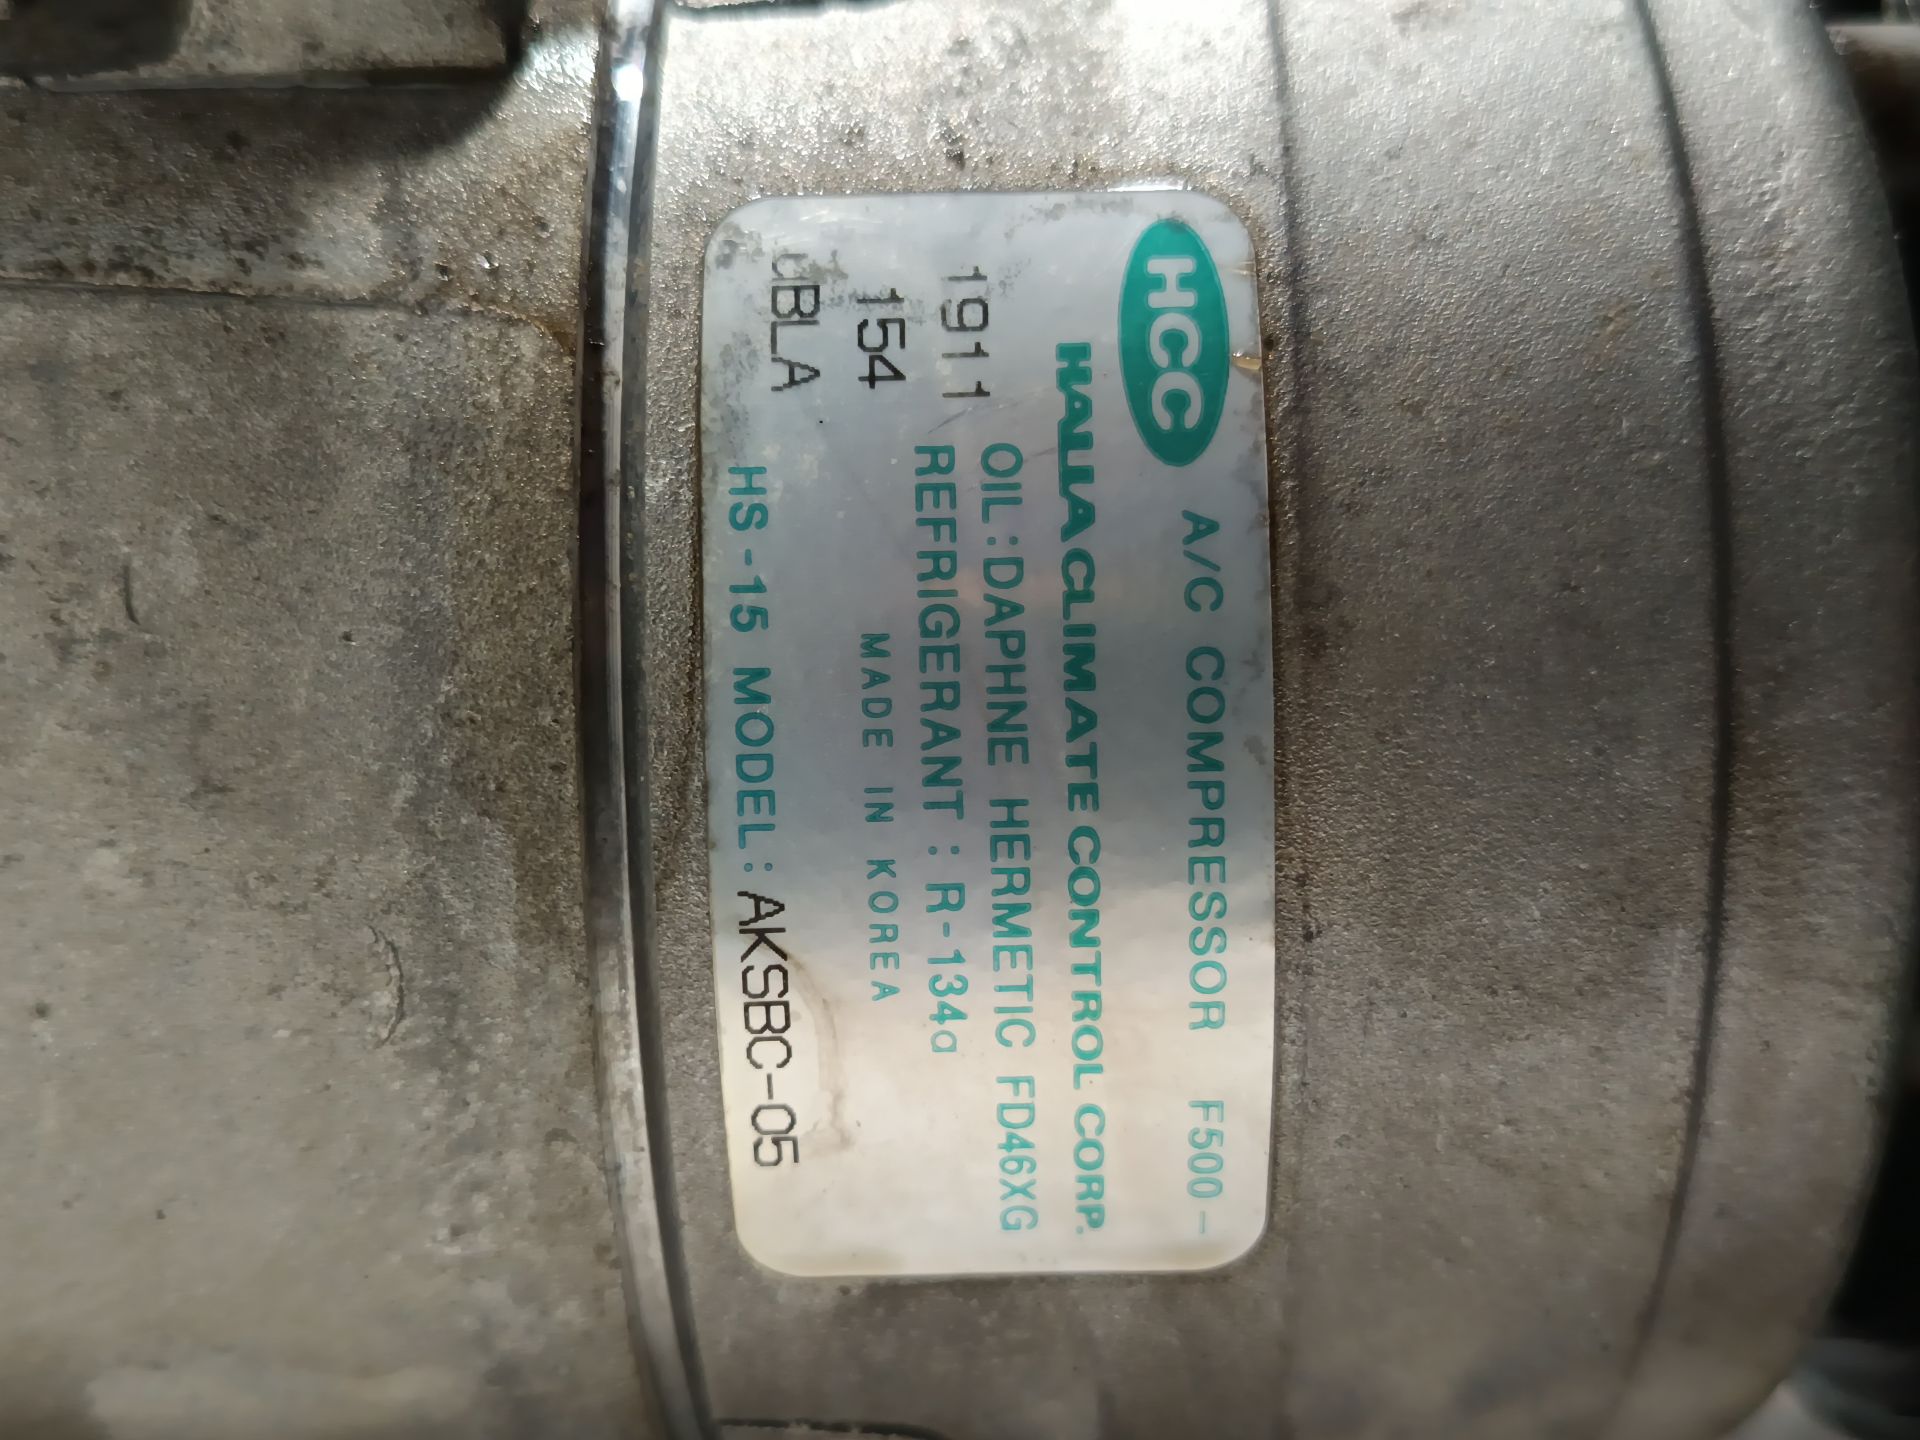 HCC A/C COMPRESSOR F500-
HALLA CLIMATE CONTROL CORP.
1911 OIL:DAPHNE HERMETIC FD46XG
REFRIGERANT : R-134a
154 MADE IN KOREA
HS-15 MODEL: AKSBC-05